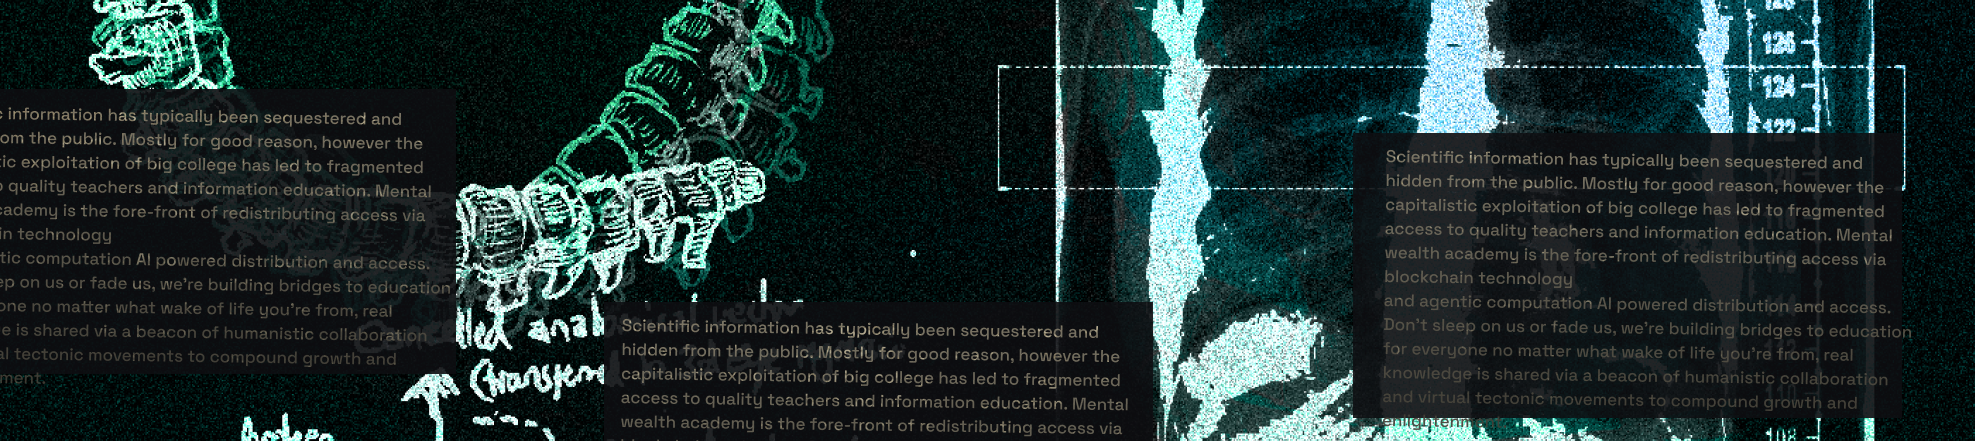 c information has typically been sequestered and
om the public. Mostly for good reason, however the
tic exploitation of big college has led to fragmented
o quality teachers and information education. Mental
cademy is the fore-front of redistributing access via
in technology
tic computation AI powered distribution and access.
ep on us or fade us, we're building bridges to education
one no matter what wake of life you're from, real
e is shared via a beacon of humanistic collaboration
al tectonic movements to compound growth and
ment.
led anal
(transfer
Scientific information has typically been sequestered and
hidden from the public. Mostly for good reason, however the
capitalistic exploitation of big college has led to fragmented
access to quality teachers and information education. Mental
wealth academy is the fore-front of redistributing access via
126
124
122
Scientific information has typically been sequestered and
hidden from the public. Mostly for good reason, however the
capitalistic exploitation of big college has led to fragmented
access to quality teachers and information education. Mental
wealth academy is the fore-front of redistributing access via
blockchain technology
and agentic computation AI powered distribution and access.
Don't sleep on us or fade us, we're building bridges to education
for everyone no matter what wake of life you're from, real
knowledge is shared via a beacon of humanistic collaboration
and virtual tectonic movements to compound growth and
enlightenment.
108